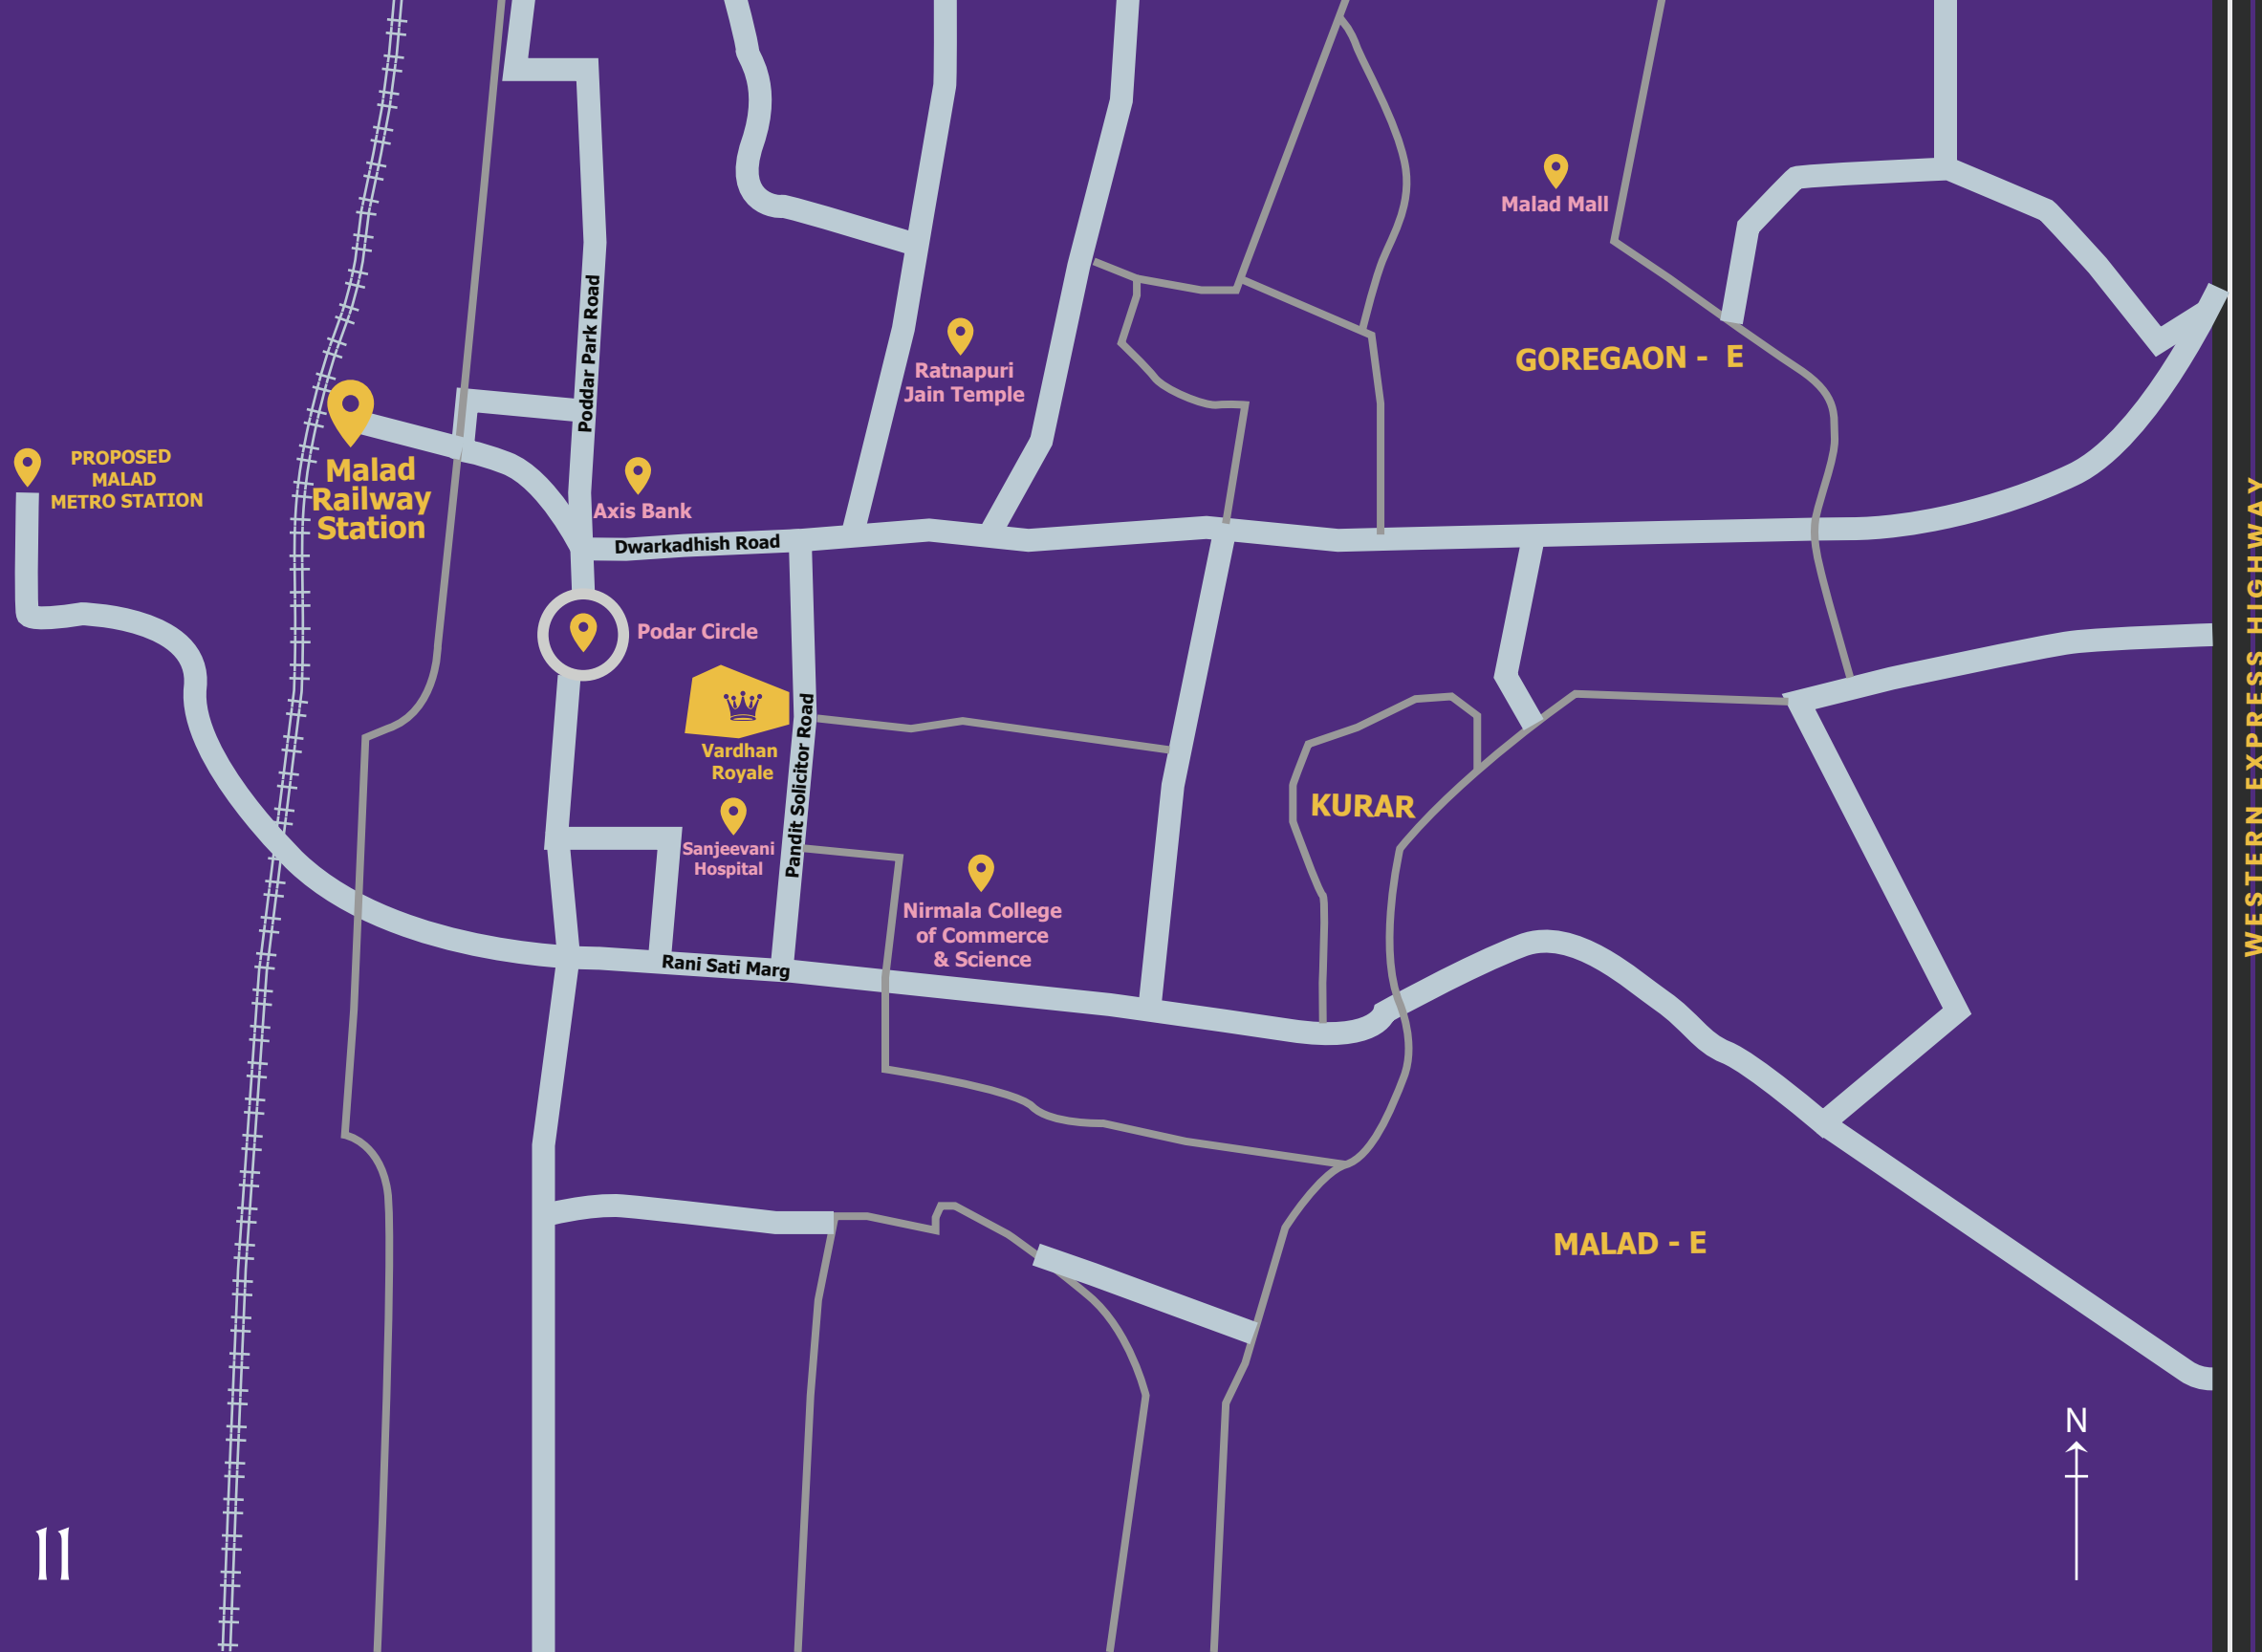 Malad Mall
Poddar Park Road
Ratnapuri
Jain Temple
GOREGAON - E
PROPOSED
MALAD
METRO STATION
Malad
Railway
Station
Axis Bank
Dwarkadhish Road
WESTERN EXPRESS HIGHWAY
Podar Circle
Vardhan
Royale
Pandit Solicitor Road
KURAR
Sanjeevani
Hospital
Nirmala College
of Commerce
& Science
Rani Sati Marg
MALAD - E
N
11